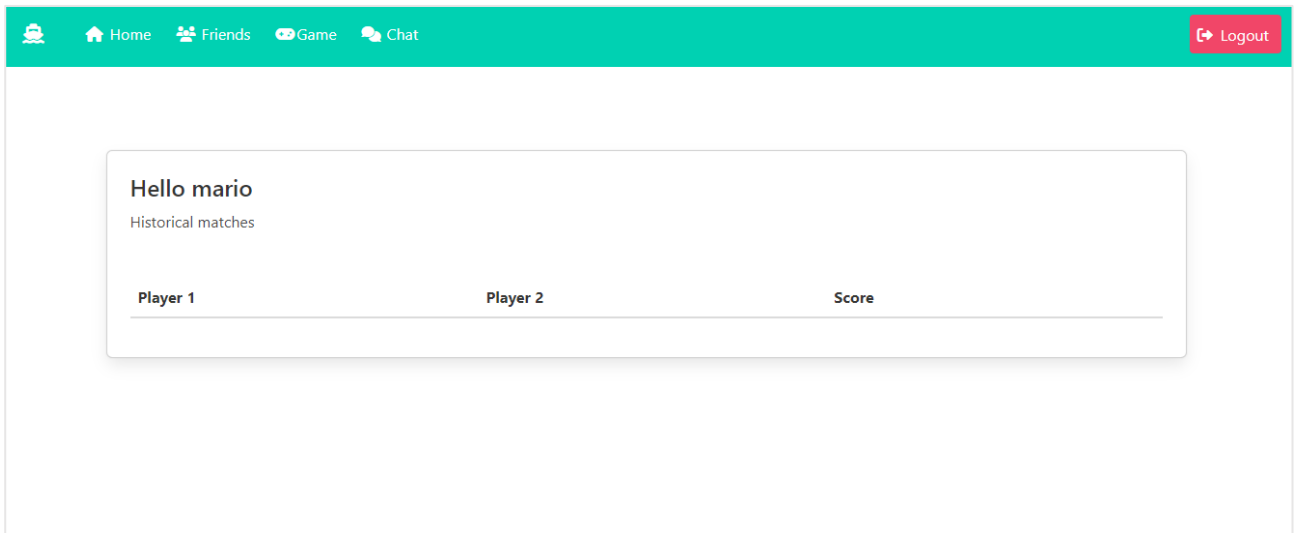 Home Friends Game Chat Logout
Hello mario
Historical matches
Player 1 Player 2 Score